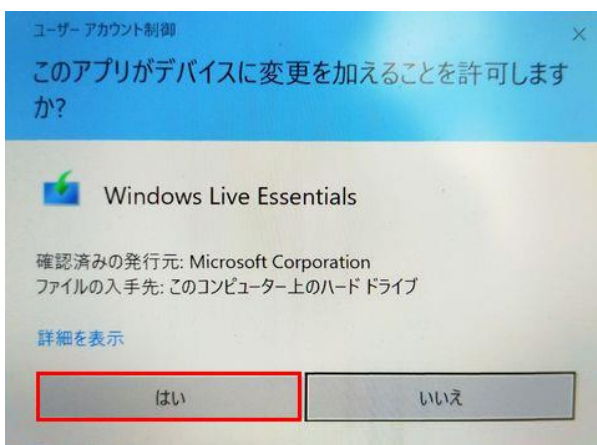 ユーザー アカウント制御
このアプリがデバイスに変更を加えることを許可します
か?
Windows Live Essentials
確認済みの発行元: Microsoft Corporation
ファイルの入手先: このコンピューター上のハード ドライブ
詳細を表示
はい
いいえ